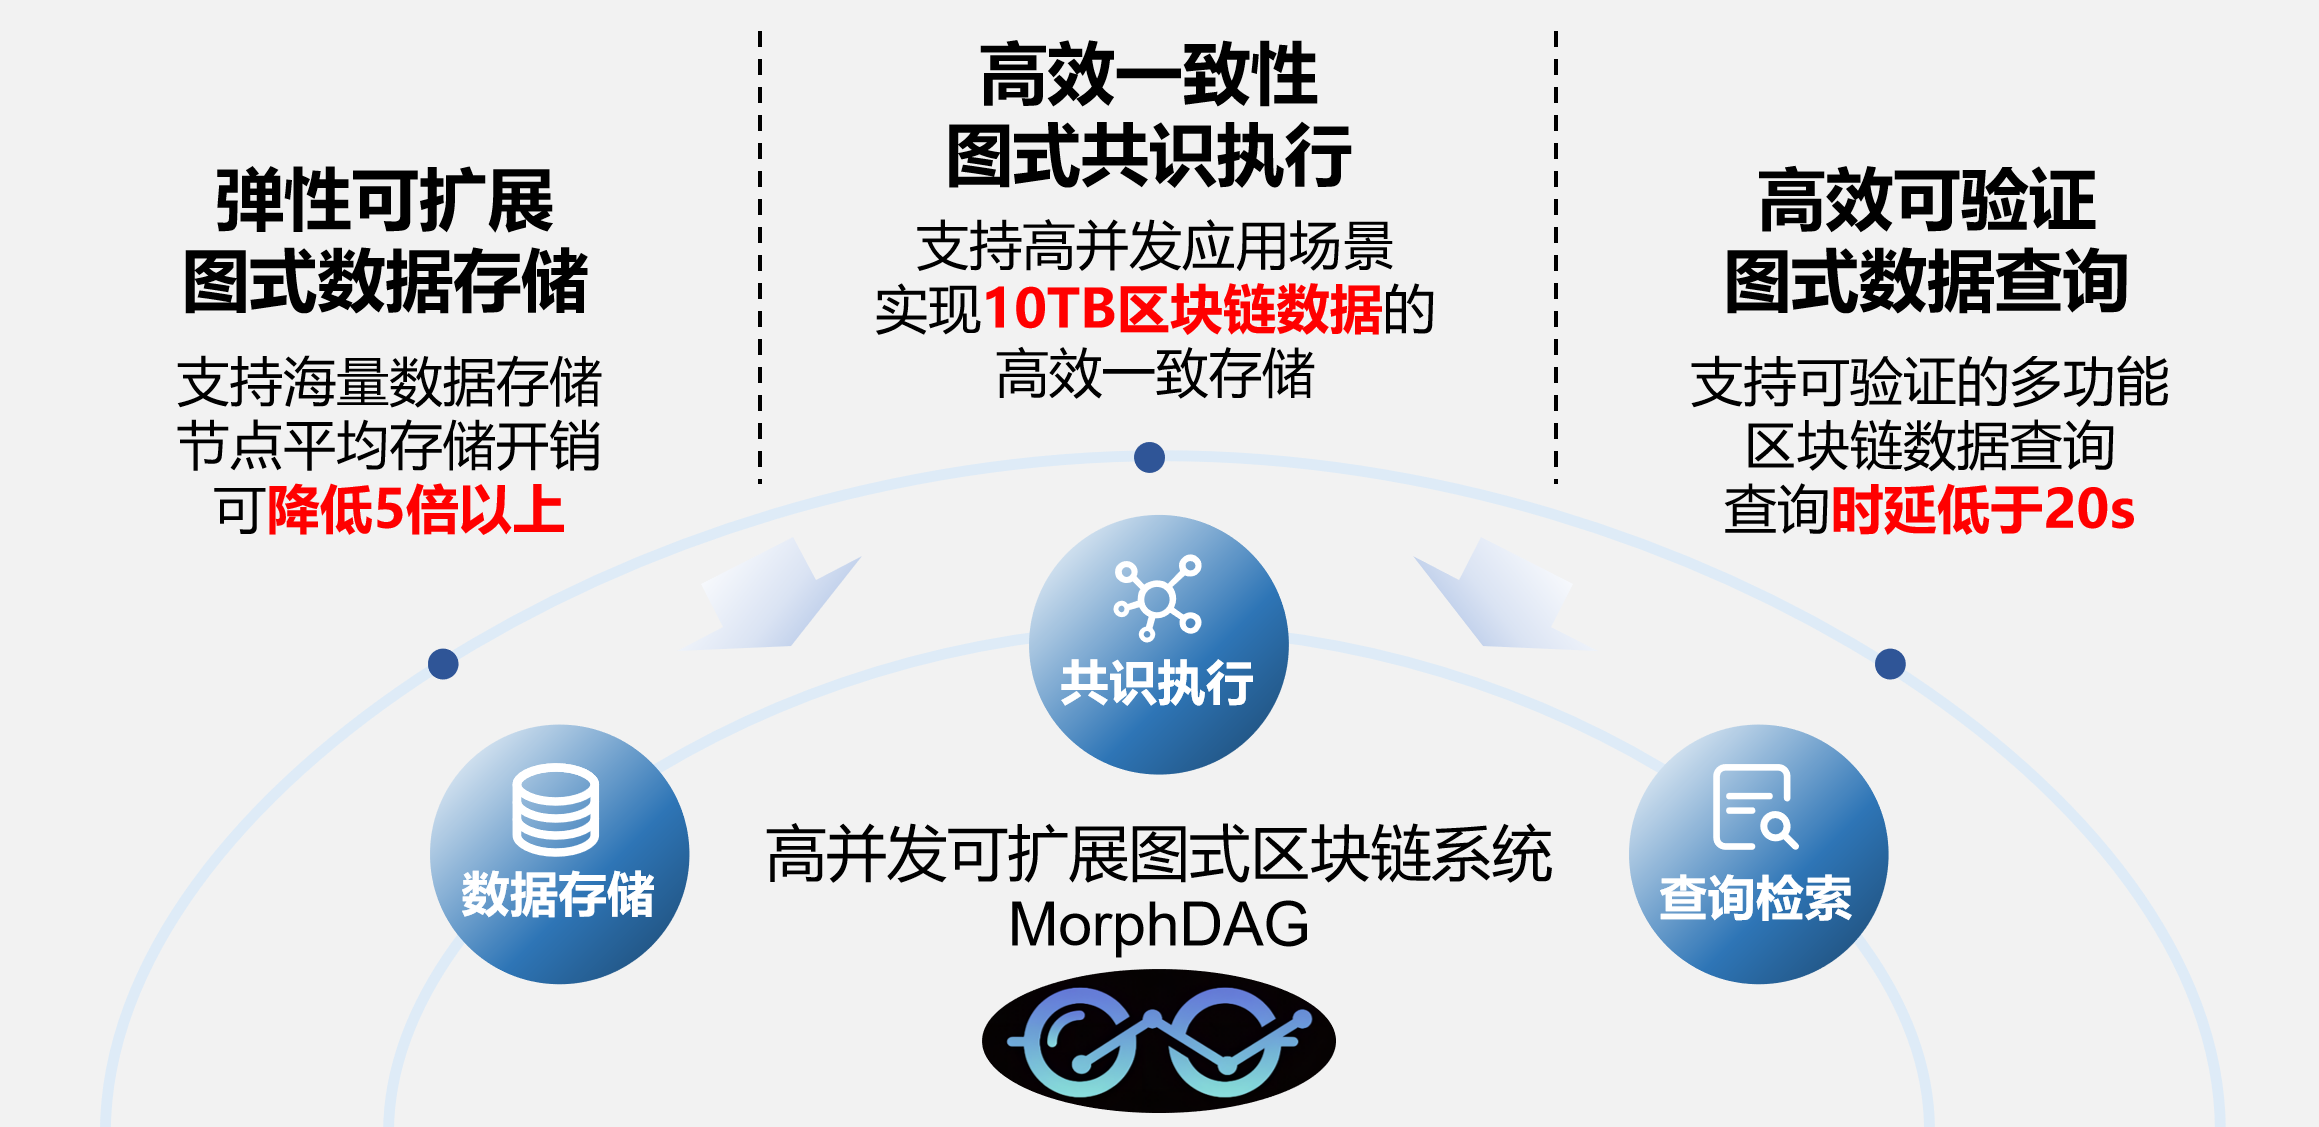 弹性可扩展
图式数据存储
支持海量数据存储
节点平均存储开销
可降低5倍以上
高效一致性
图式共识执行
支持高并发应用场景
实现10TB区块链数据的
高效一致存储
高效可验证
图式数据查询
支持可验证的多功能
区块链数据查询
查询时延低于20s
共识执行
数据存储
查询检索
高并发可扩展图式区块链系统
MorphDAG